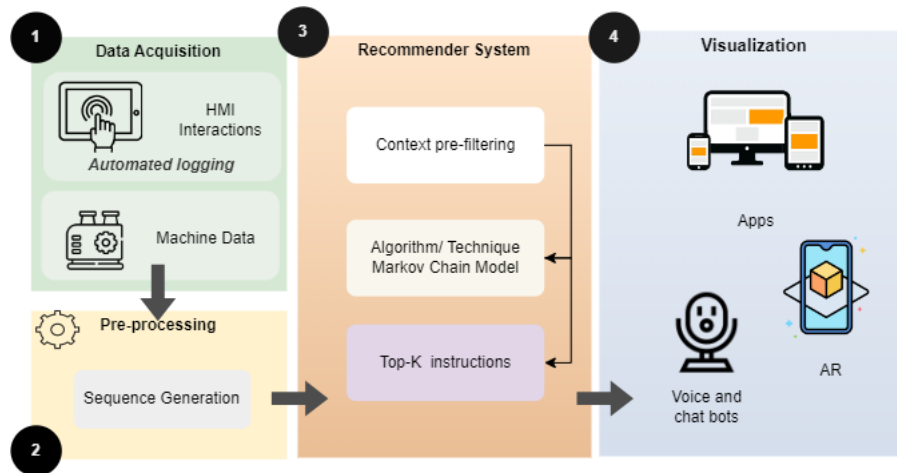 1
Data Acquisition
HMI
Interactions
Automated logging
Machine Data
2
Pre-processing
Sequence Generation
3
Recommender System
Context pre-filtering
Algorithm/ Technique
Markov Chain Model
Top-K instructions
4
Visualization
Apps
AR
Voice and
chat bots